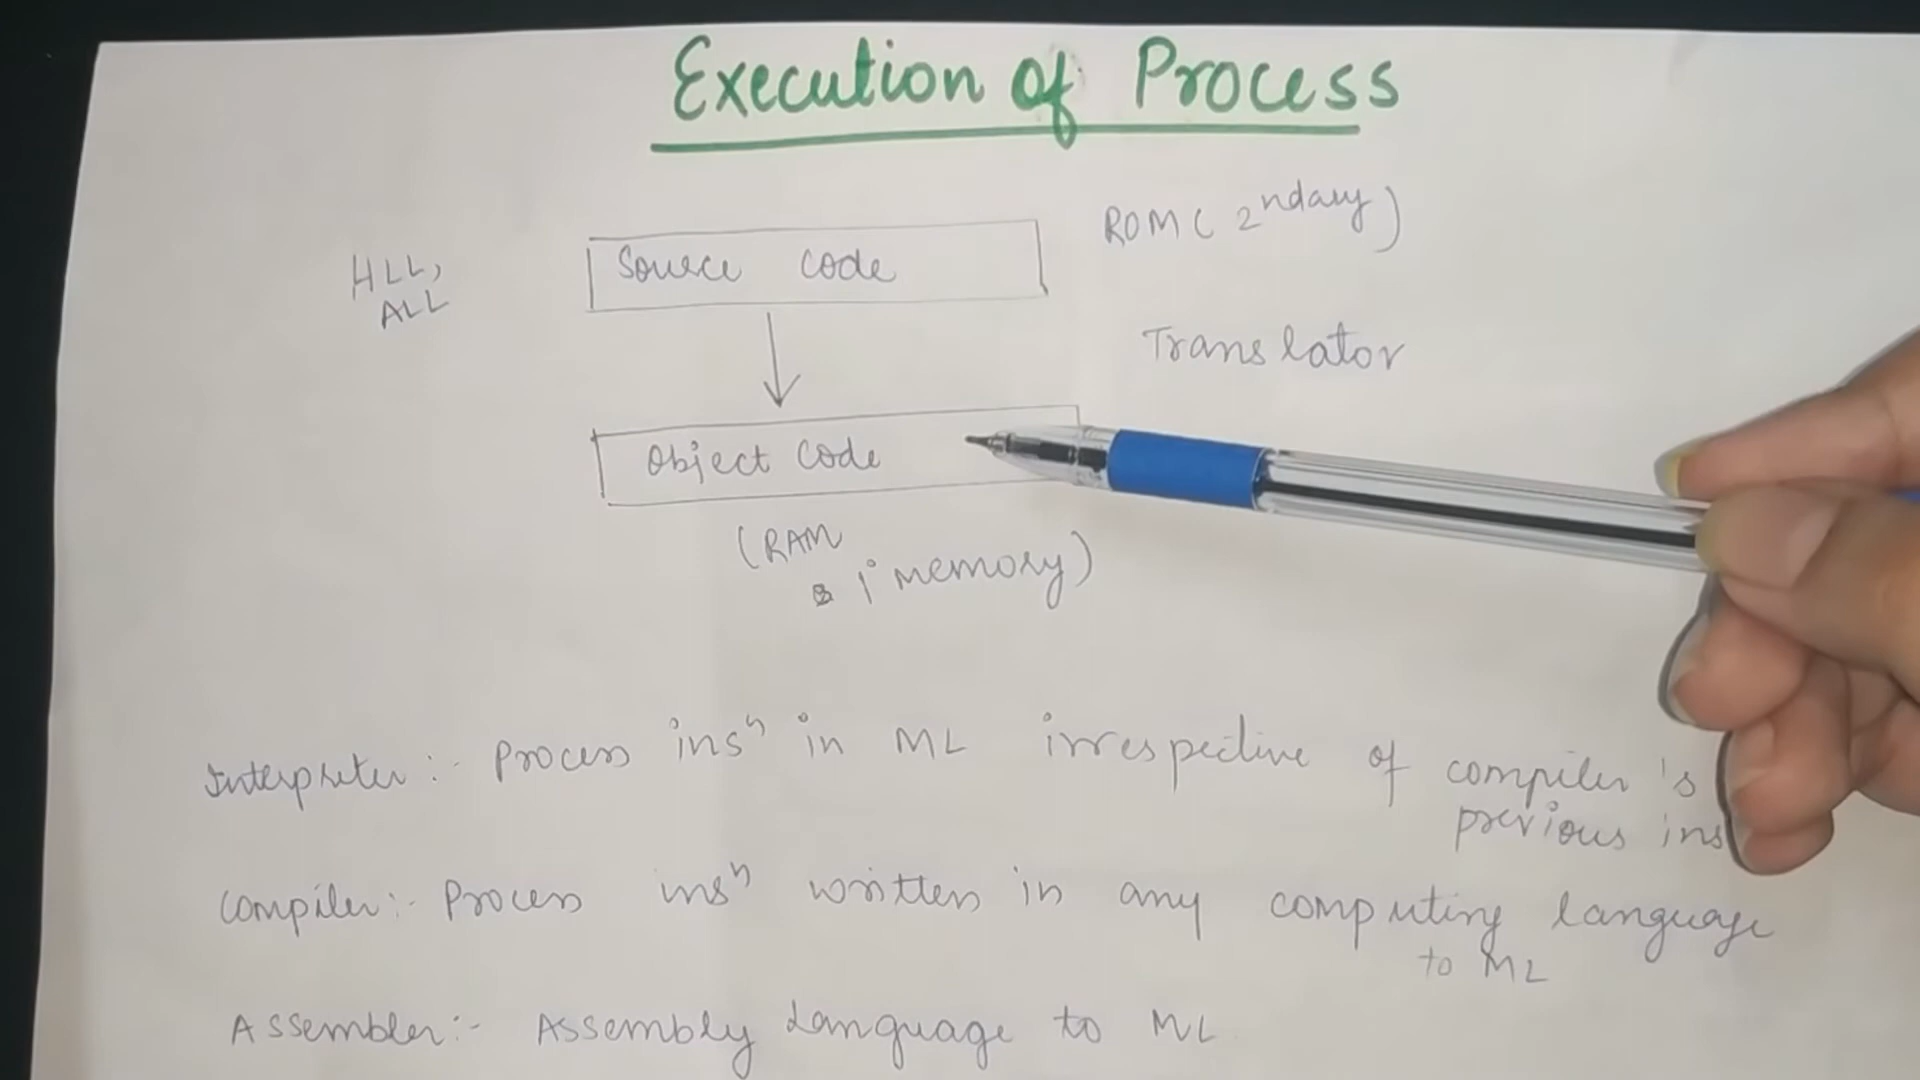 Execution of Process
ROM ( 2ndary )
HLL,
ALL
Source code
Translator
Object code
(RAM
1° memory)
Interpreter :- Process insⁿ in ML irrespective of compiler's
previous ins
Compiler :- Process insⁿ written in any computing language
to ML
Assembler :- Assembly Language to ML